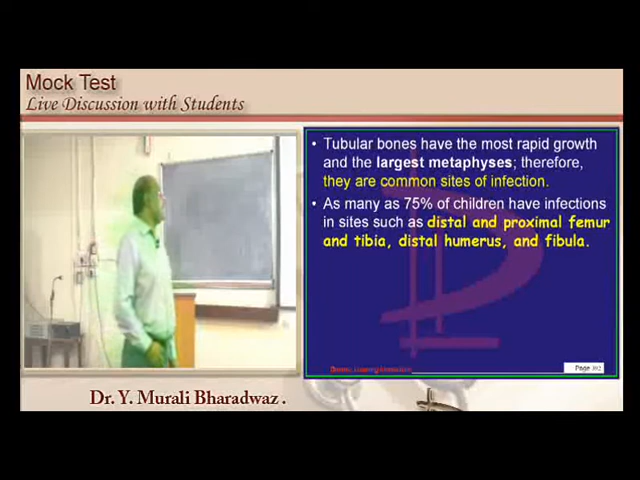 Mock Test
Live Discussion with Students
• Tubular bones have the most rapid growth
and the largest metaphyses; therefore,
they are common sites of infection.
• As many as 75% of children have infections
in sites such as distal and proximal femur
and tibia, distal humerus, and fibula.
Page
Dr. Y. Murali Bharadwaz .